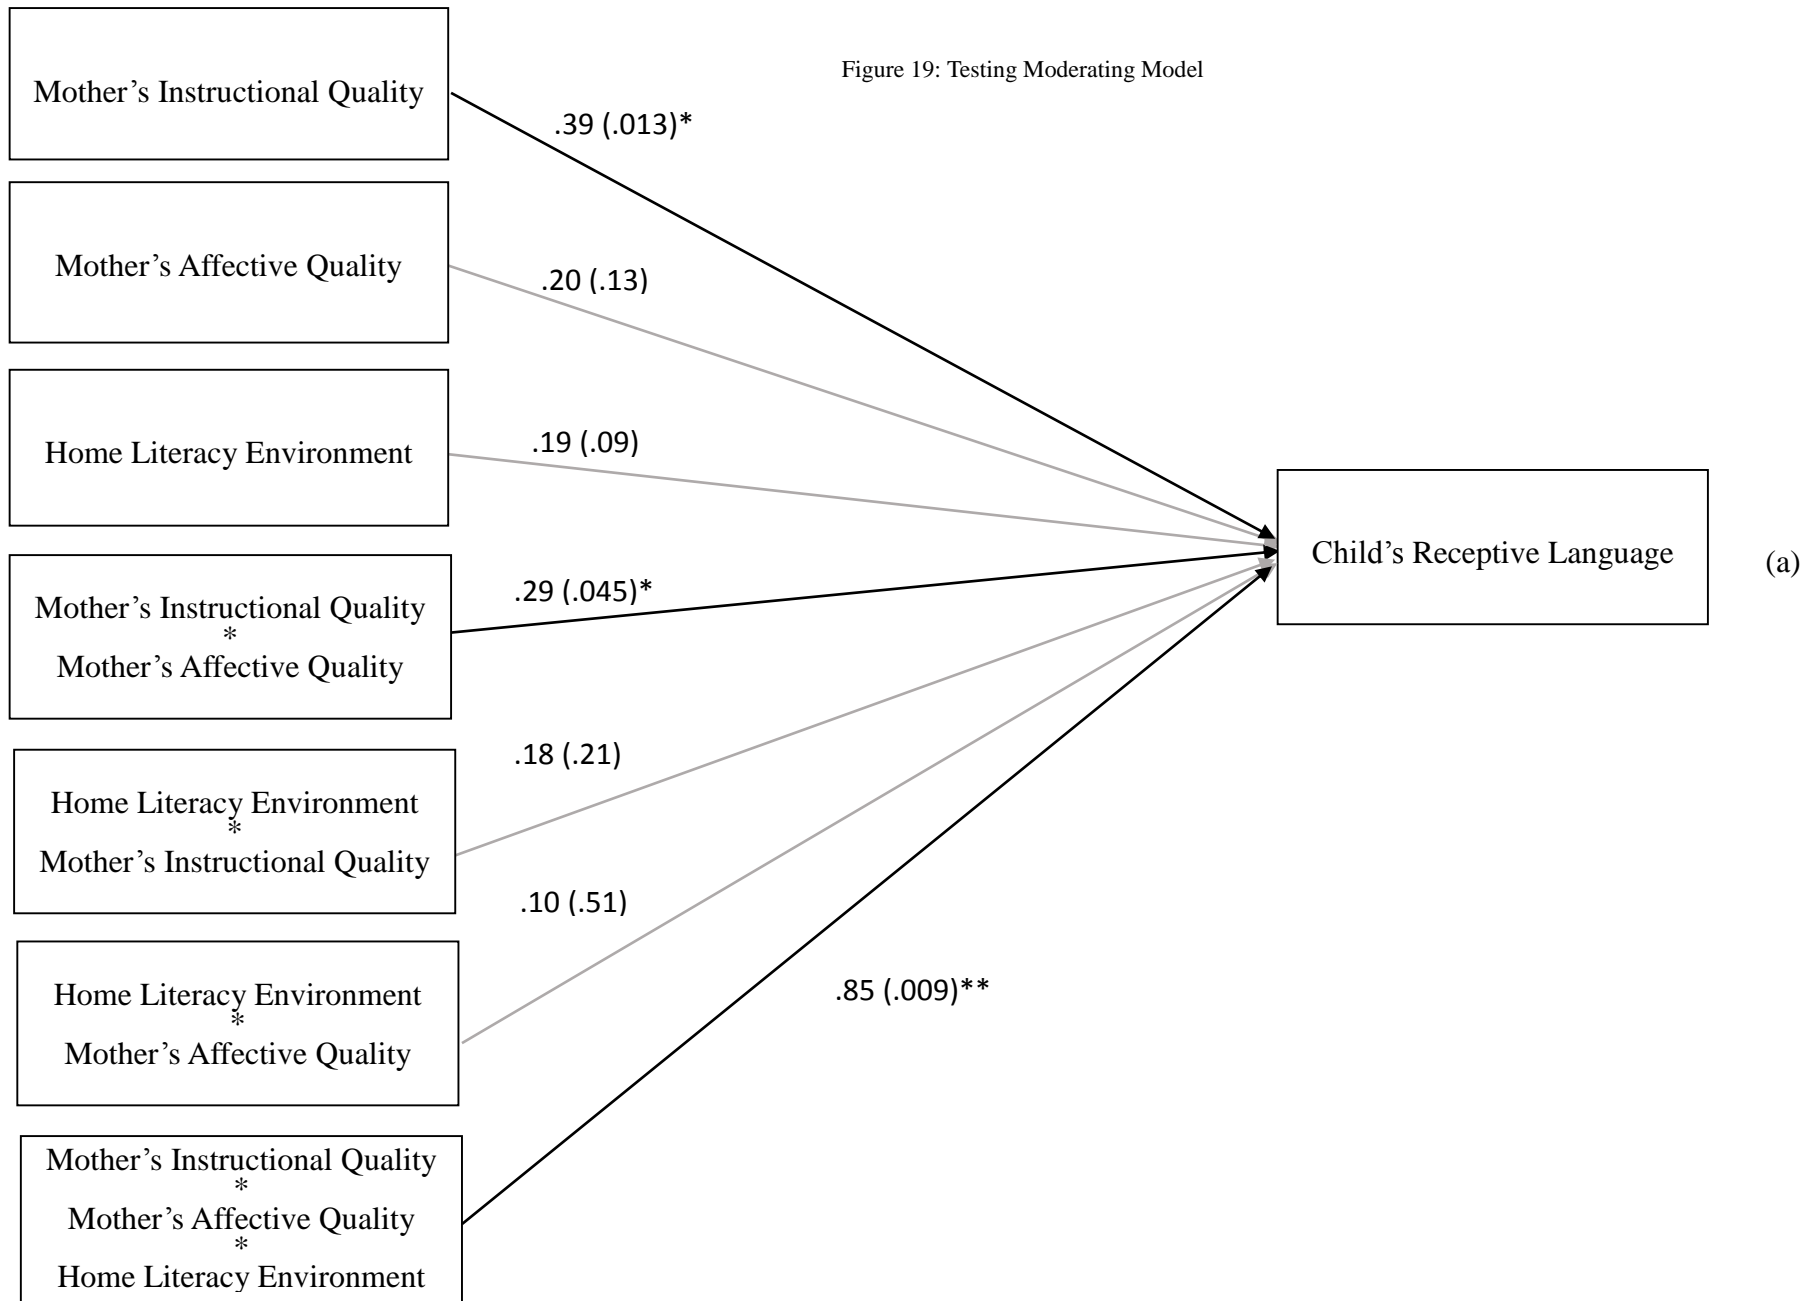 Figure 19: Testing Moderating Model
Mother’s Instructional Quality
.39 (.013)*
Mother’s Affective Quality
.20 (.13)
Home Literacy Environment
.19 (.09)
Mother’s Instructional Quality
*
Mother’s Affective Quality
.29 (.045)*
Child’s Receptive Language
(a)
Home Literacy Environment
*
Mother’s Instructional Quality
.18 (.21)
Home Literacy Environment
*
Mother’s Affective Quality
.10 (.51)
Mother’s Instructional Quality
*
Mother’s Affective Quality
*
Home Literacy Environment
.85 (.009)**